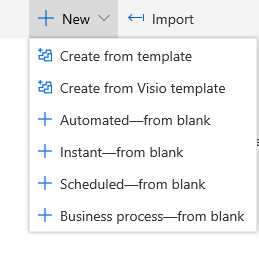 New
Import
Create from template
Create from Visio template
Automated—from blank
Instant—from blank
Scheduled—from blank
Business process—from blank